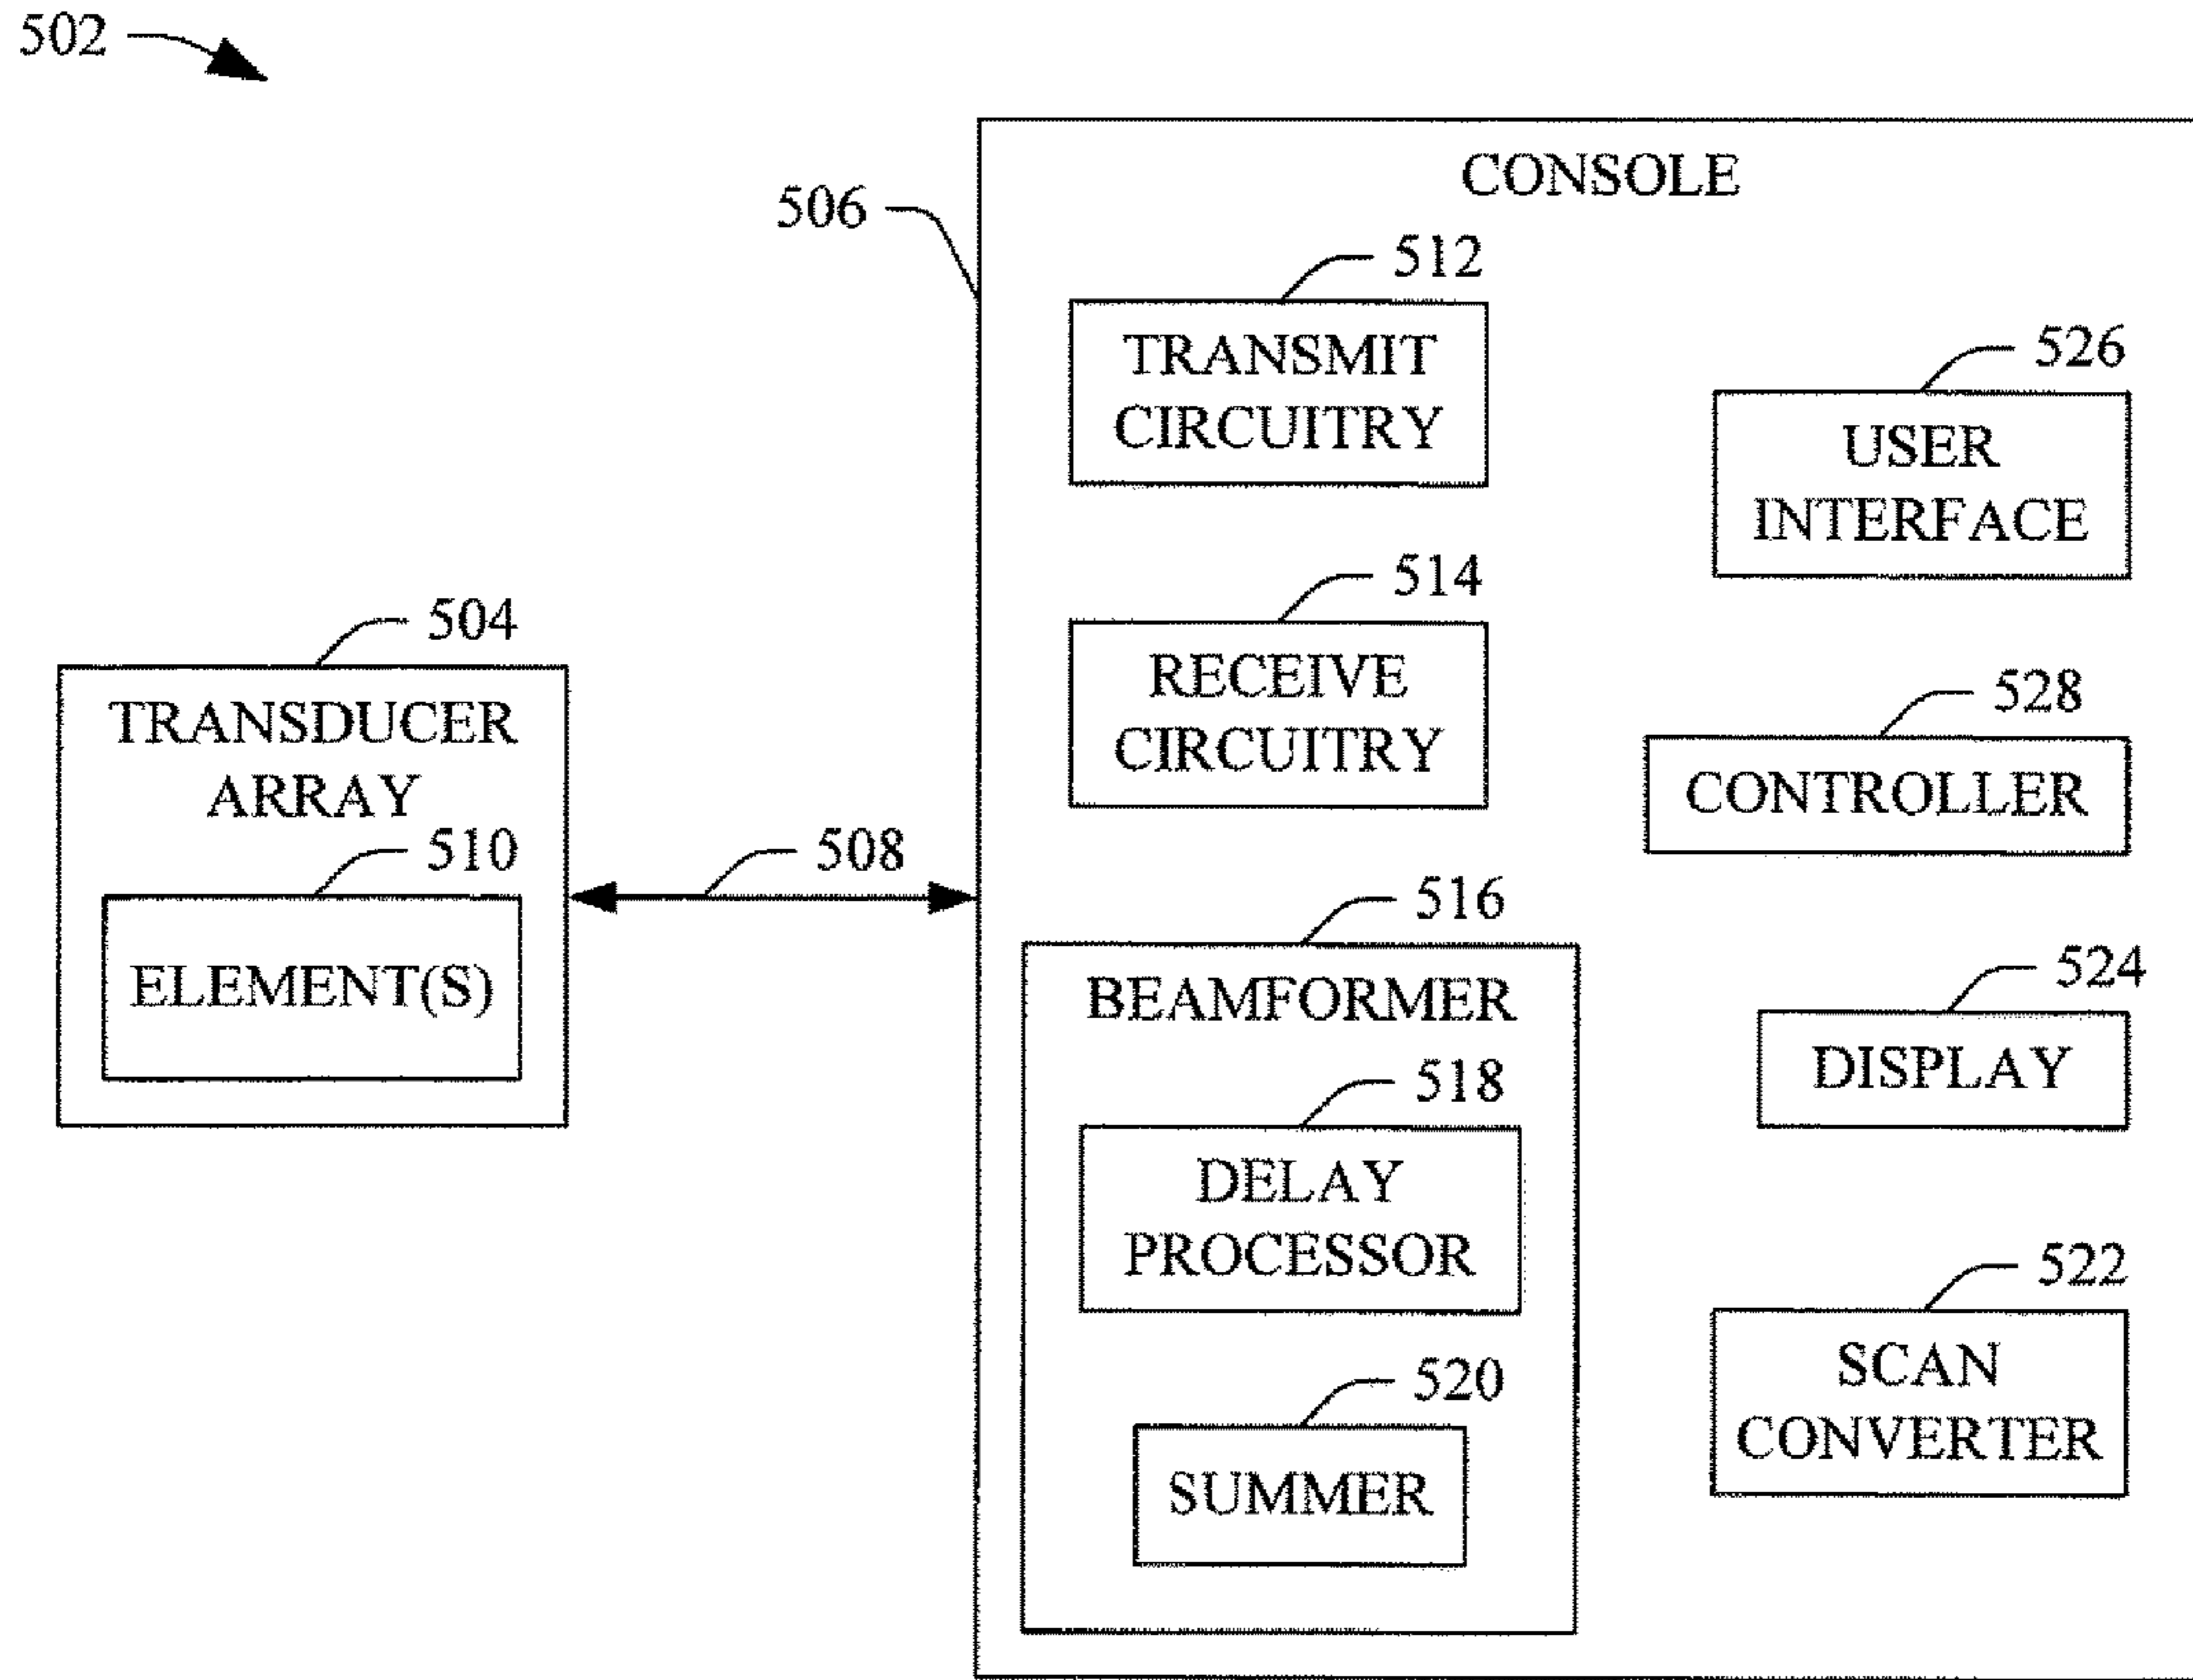 502
CONSOLE
506
512
TRANSMIT
CIRCUITRY
526
USER
INTERFACE
514
RECEIVE
CIRCUITRY
528
CONTROLLER
504
TRANSDUCER
ARRAY
510
ELEMENT(S)
508
516
BEAMFORMER
518
DELAY
PROCESSOR
520
SUMMER
524
DISPLAY
522
SCAN
CONVERTER